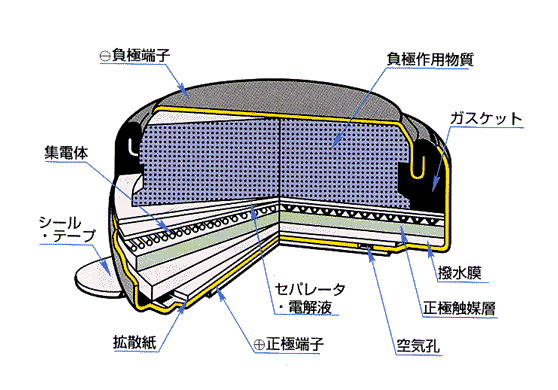 ⊖負極端子
負極作用物質
ガスケット
集電体
シール
・テープ
セパレータ
・電解液
撥水膜
正極触媒層
拡散紙
⊕正極端子
空気孔